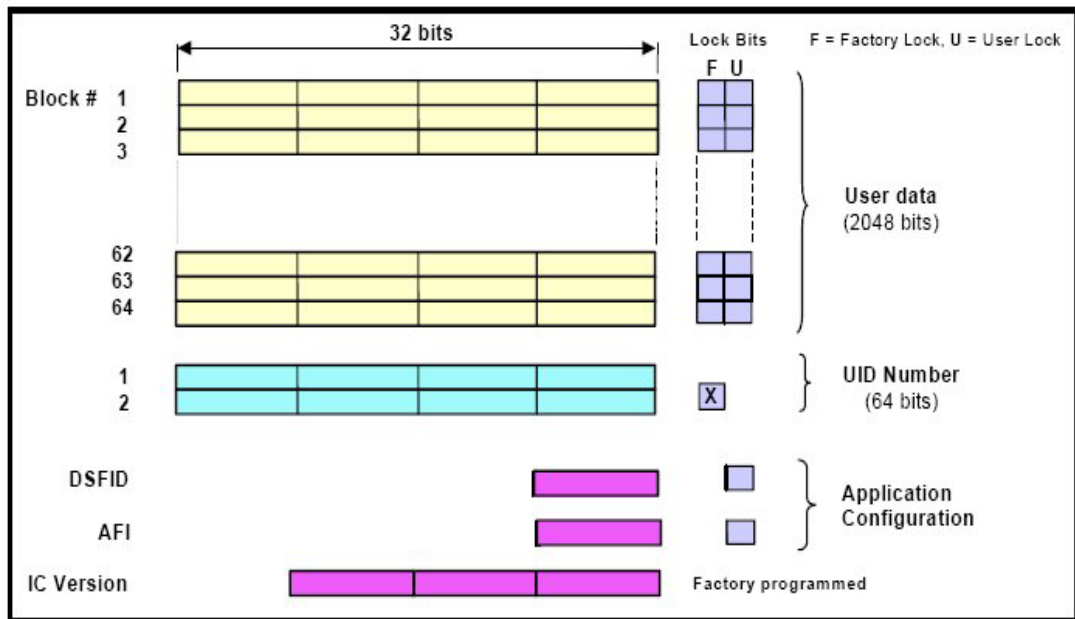 32 bits
Lock Bits
F = Factory Lock, U = User Lock
F U
Block # 1
2
3
User data
(2048 bits)
62
63
64
1
2
X
UID Number
(64 bits)
DSFID
AFI
Application
Configuration
IC Version
Factory programmed